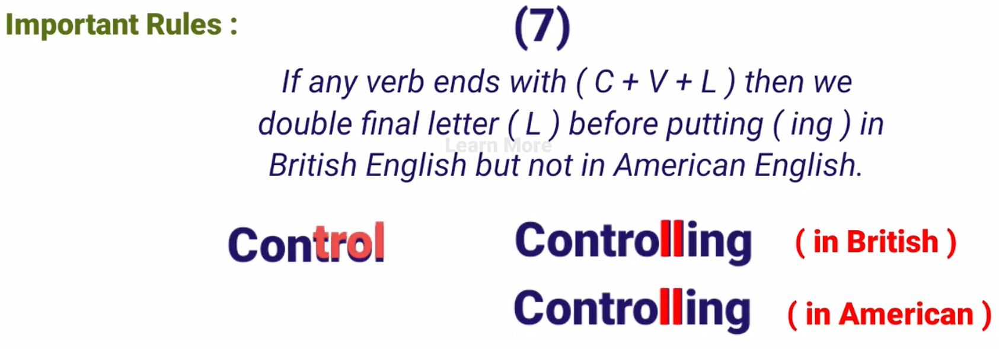 Important Rules :
(7)
If any verb ends with ( C + V + L ) then we
double final letter ( L ) before putting ( ing ) in
Learn More
British English but not in American English.
Control
Controlling ( in British )
Controlling ( in American )